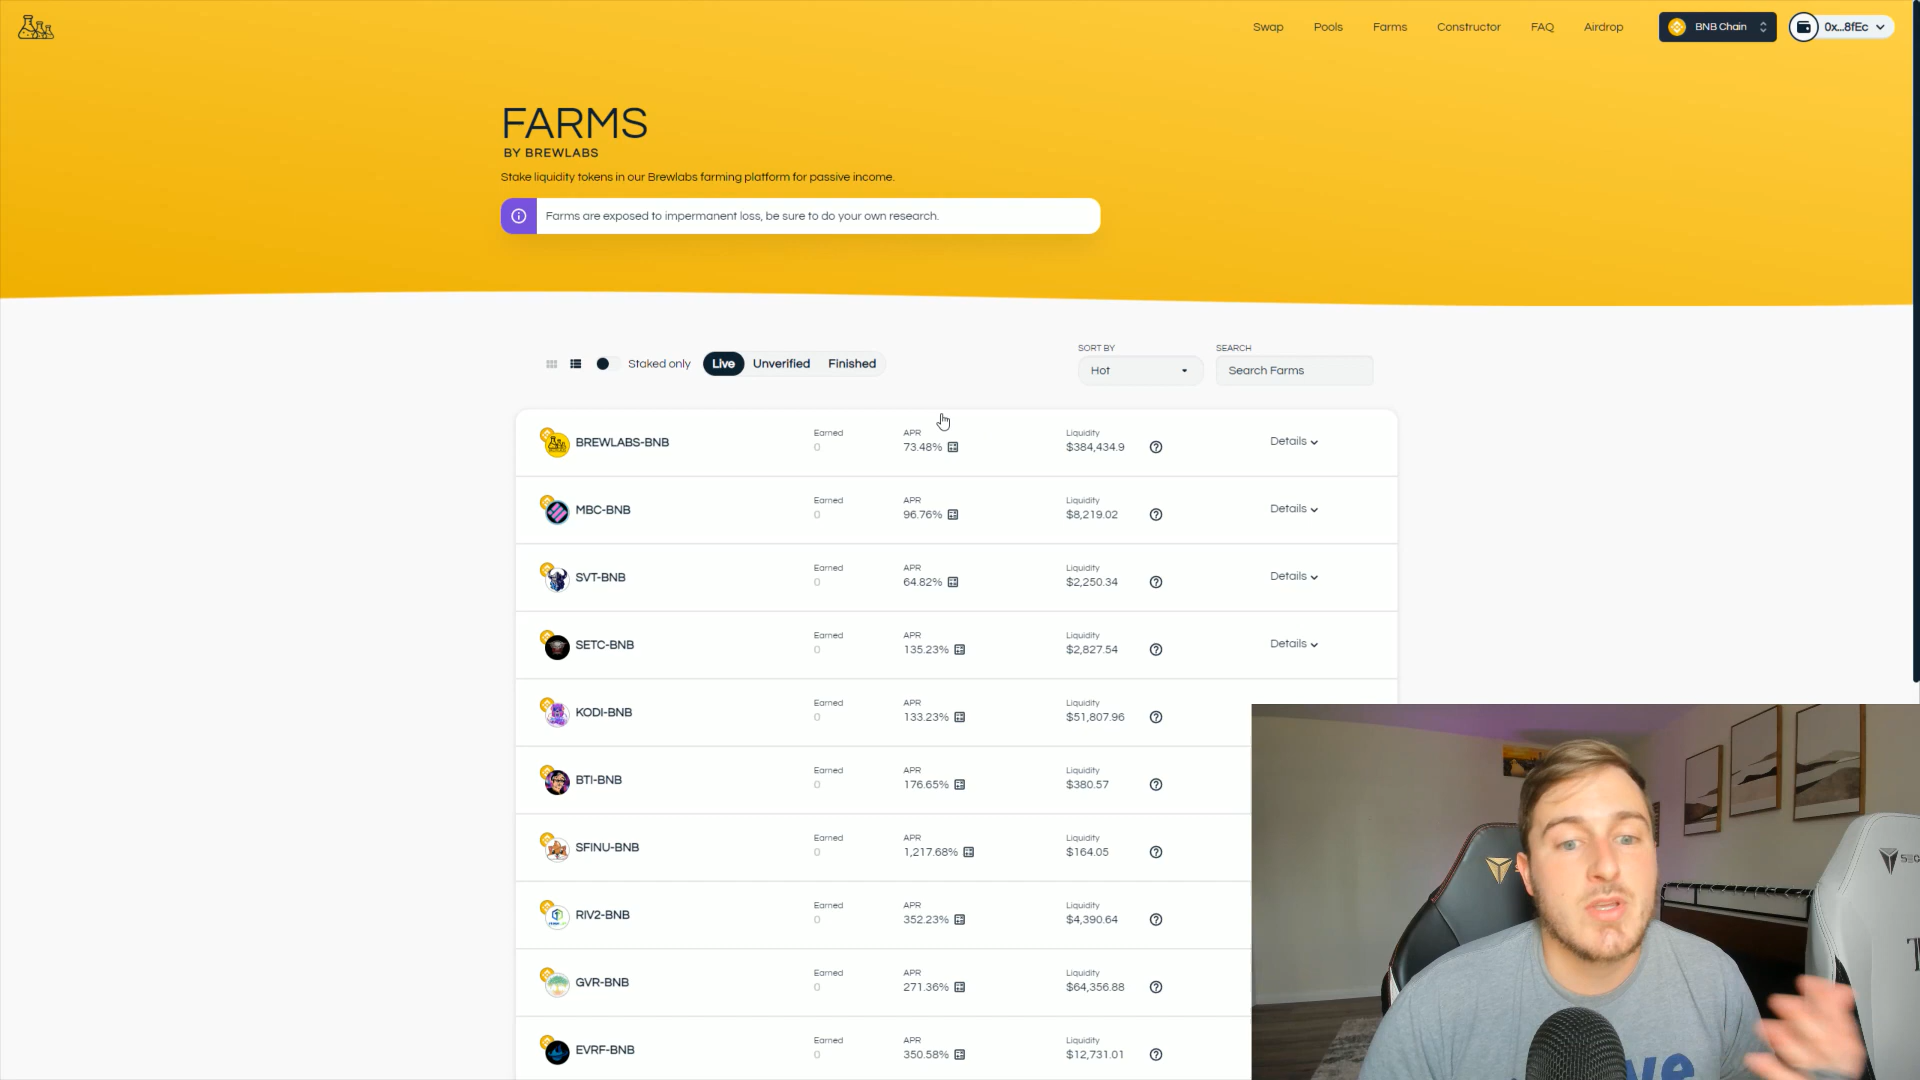 Swap Pools Farms Constructor FAQ Airdrop BNB Chain 0x...8fEc
FARMS
BY BREWLABS
Stake liquidity tokens in our Brewlabs farming platform for passive income.
Farms are exposed to impermanent loss, be sure to do your own research.
SORT BY SEARCH
Staked only Live Unverified Finished Hot Search Farms
Earned APR Liquidity
BREWLABS-BNB 0 73.48% $384,434.9 Details
Earned APR Liquidity
MBC-BNB 0 96.76% $8,219.02 Details
Earned APR Liquidity
SVT-BNB 0 64.82% $2,250.34 Details
Earned APR Liquidity
SETC-BNB 0 135.23% $2,827.54 Details
Earned APR Liquidity
KODI-BNB 0 133.23% $51,807.96
Earned APR Liquidity
BTI-BNB 0 176.65% $380.57
Earned APR Liquidity
SFINU-BNB 0 1,217.68% $164.05
Earned APR Liquidity
RIV2-BNB 0 352.23% $4,390.64
Earned APR Liquidity
GVR-BNB 0 271.36% $64,356.88
Earned APR Liquidity
EVRF-BNB 0 350.58% $12,731.01